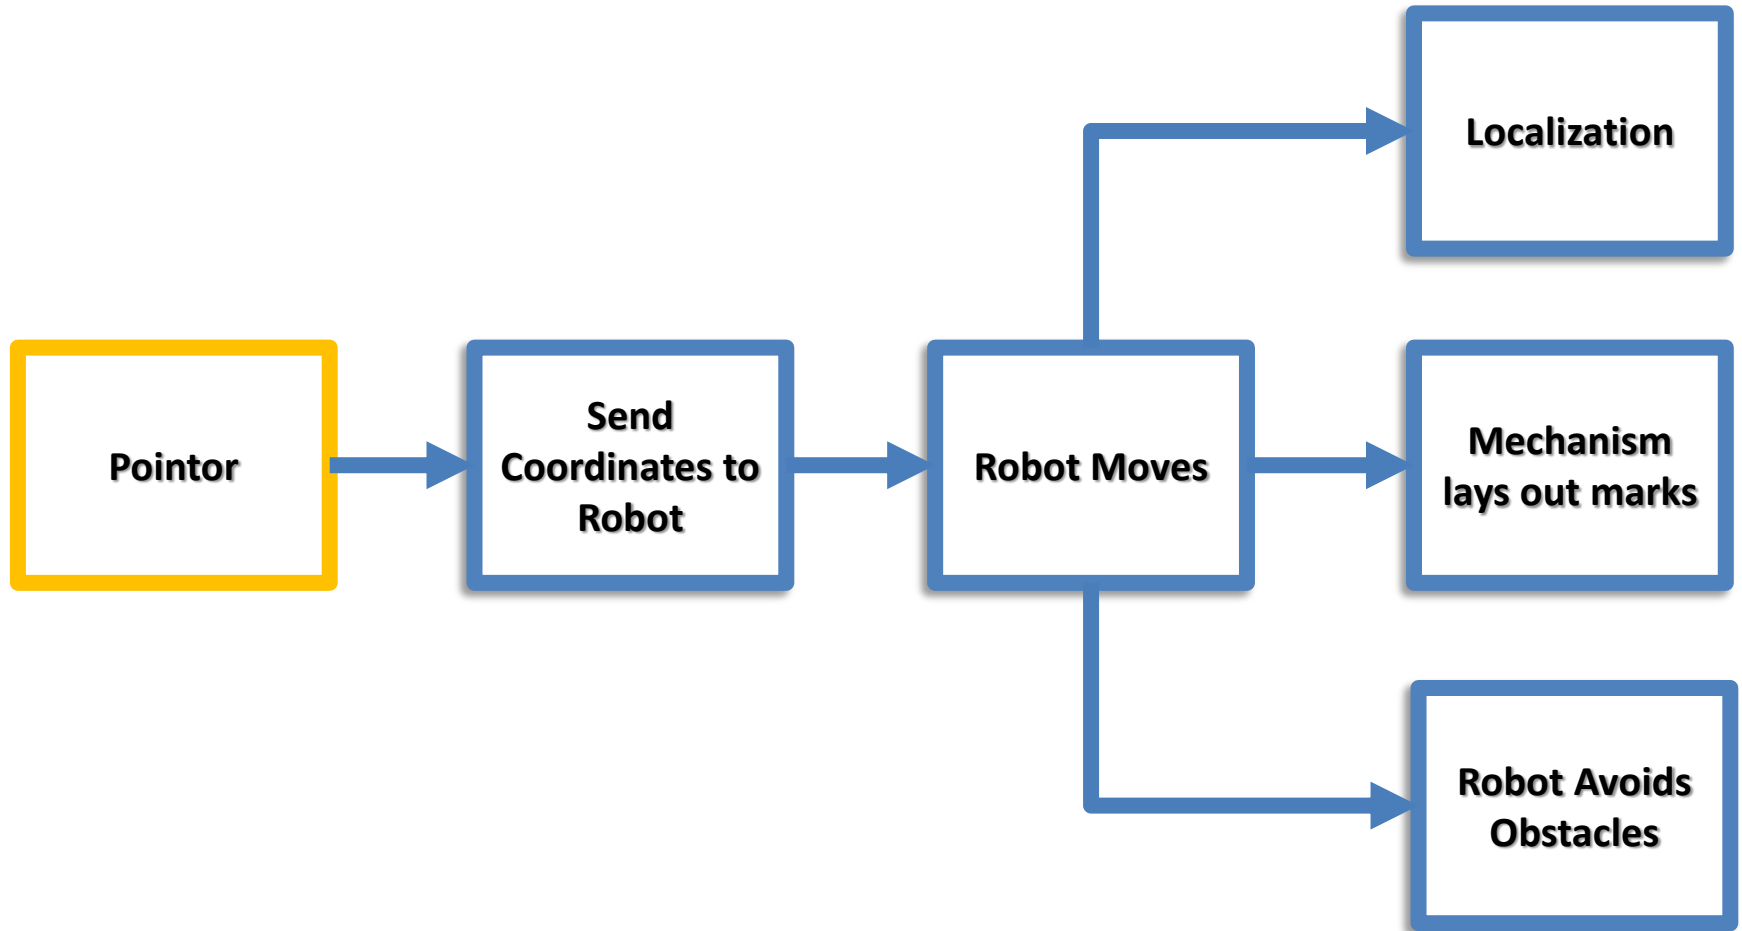 Localization
Pointor
Send
Coordinates to
Robot
Robot Moves
Mechanism
lays out marks
Robot Avoids
Obstacles